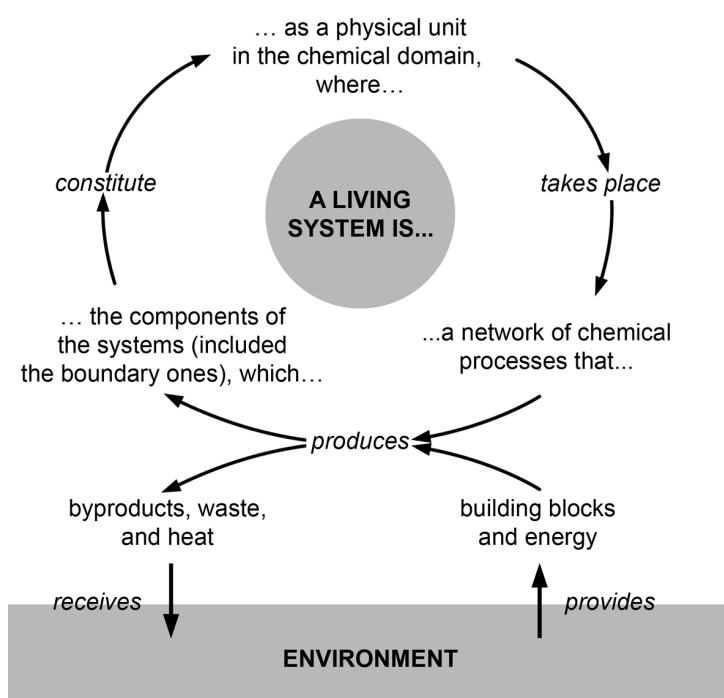 … as a physical unit
in the chemical domain,
where…
constitute
takes place
A LIVING
SYSTEM IS...
… the components of
the systems (included
the boundary ones), which…
...a network of chemical
processes that...
produces
byproducts, waste,
and heat
building blocks
and energy
receives
provides
ENVIRONMENT